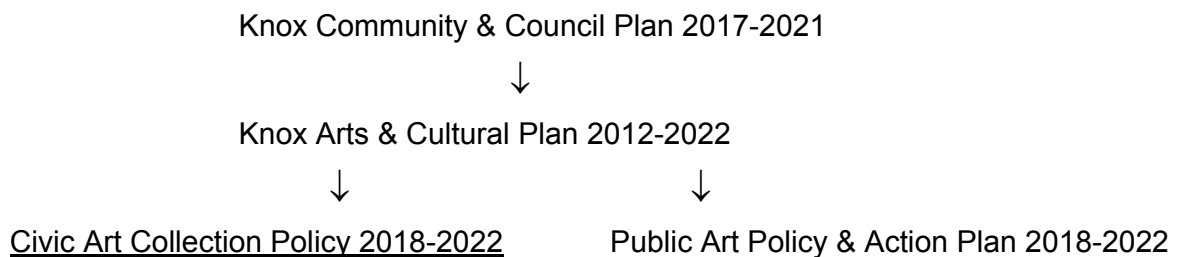 Knox Community & Council Plan 2017-2021
↓
Knox Arts & Cultural Plan 2012-2022
↓ ↓
Civic Art Collection Policy 2018-2022 Public Art Policy & Action Plan 2018-2022